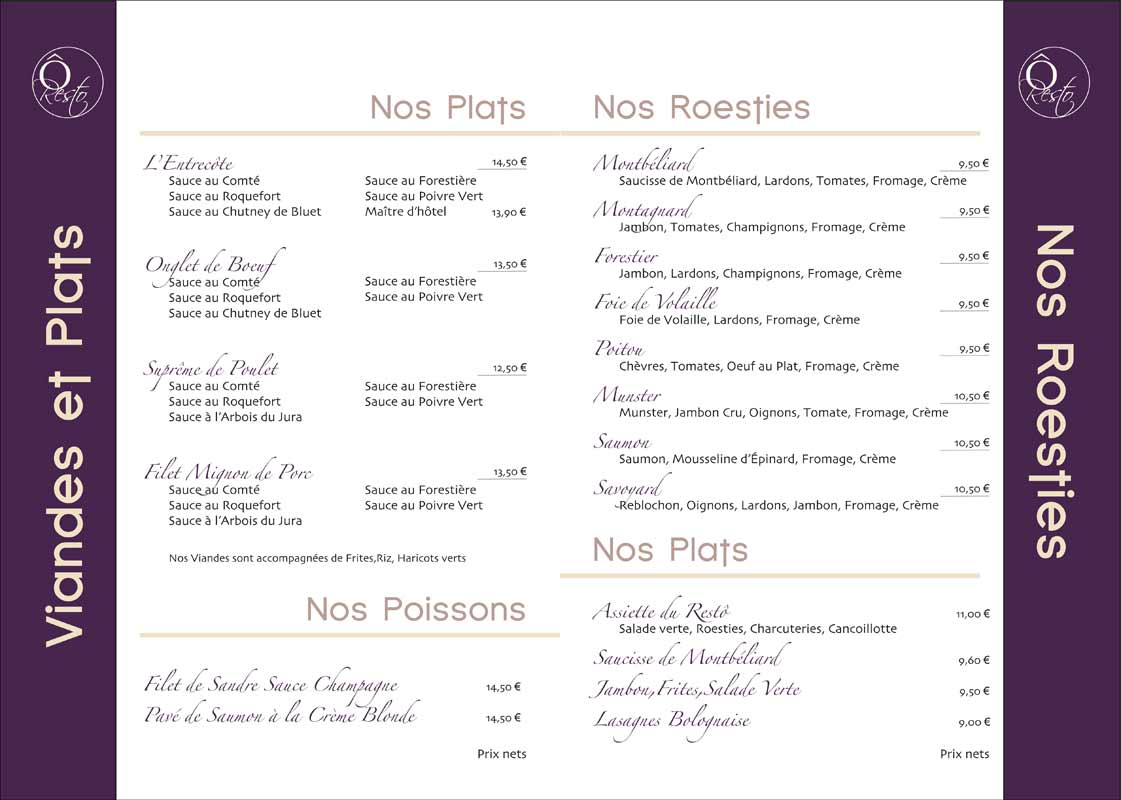 Ô Resto
Viandes et Plats
Nos Plats
L'Entrecôte 14,50 €
Sauce au Comté Sauce au Forestière
Sauce au Roquefort Sauce au Poivre Vert
Sauce au Chutney de Bluet Maître d'hôtel 13,90 €
Onglet de Boeuf 13,50 €
Sauce au Comté Sauce au Forestière
Sauce au Roquefort Sauce au Poivre Vert
Sauce au Chutney de Bluet
Suprême de Poulet 12,50 €
Sauce au Comté Sauce au Forestière
Sauce au Roquefort Sauce au Poivre Vert
Sauce à l'Arbois du Jura
Filet Mignon de Porc 13,50 €
Sauce au Comté Sauce au Forestière
Sauce au Roquefort Sauce au Poivre Vert
Sauce à l'Arbois du Jura
Nos Viandes sont accompagnées de Frites,Riz, Haricots verts
Nos Poissons
Filet de Sandre Sauce Champagne 14,50 €
Pavé de Saumon à la Crème Blonde 14,50 €
Prix nets
Nos Roesties
Montbéliard 9,50 €
Saucisse de Montbéliard, Lardons, Tomates, Fromage, Crème
Montagnard 9,50 €
Jambon, Tomates, Champignons, Fromage, Crème
Forestier 9,50 €
Jambon, Lardons, Champignons, Fromage, Crème
Foie de Volaille 9,50 €
Foie de Volaille, Lardons, Fromage, Crème
Poitou 9,50 €
Chèvres, Tomates, Oeuf au Plat, Fromage, Crème
Munster 10,50 €
Munster, Jambon Cru, Oignons, Tomate, Fromage, Crème
Saumon 10,50 €
Saumon, Mousseline d'Épinard, Fromage, Crème
Savoyard 10,50 €
Reblochon, Oignons, Lardons, Jambon, Fromage, Crème
Nos Plats
Assiette du Restô 11,00 €
Salade verte, Roesties, Charcuteries, Cancoillotte
Saucisse de Montbéliard 9,60 €
Jambon,Frites,Salade Verte 9,50 €
Lasagnes Bolognaise 9,00 €
Prix nets
Ô Resto
Nos Roesties